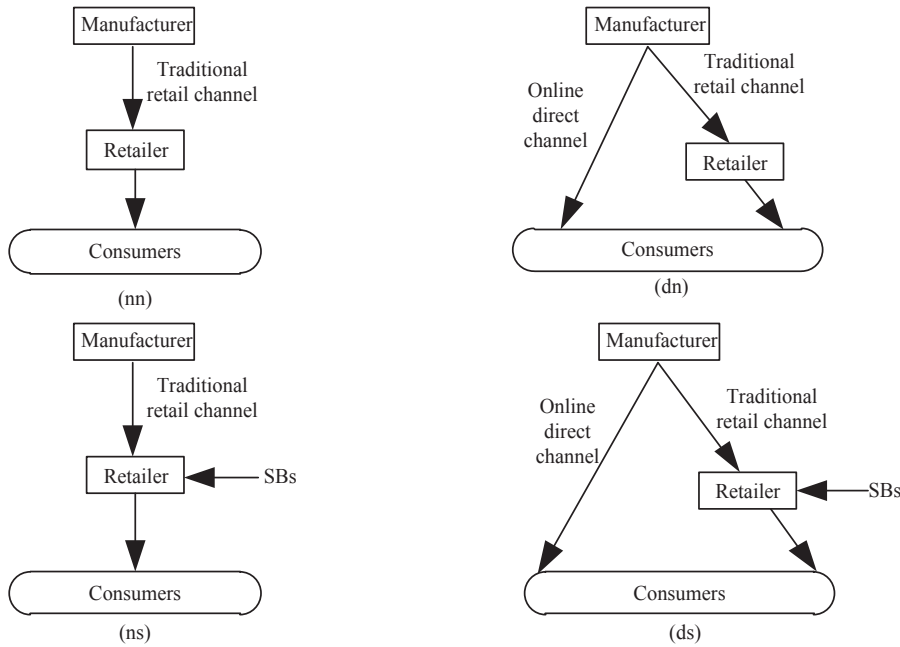 Manufacturer
Traditional
retail channel
Retailer
Consumers
(nn)
Manufacturer
Online
direct
channel
Traditional
retail channel
Retailer
Consumers
(dn)
Manufacturer
Traditional
retail channel
Retailer
SBs
Consumers
(ns)
Manufacturer
Online
direct
channel
Traditional
retail channel
Retailer
SBs
Consumers
(ds)